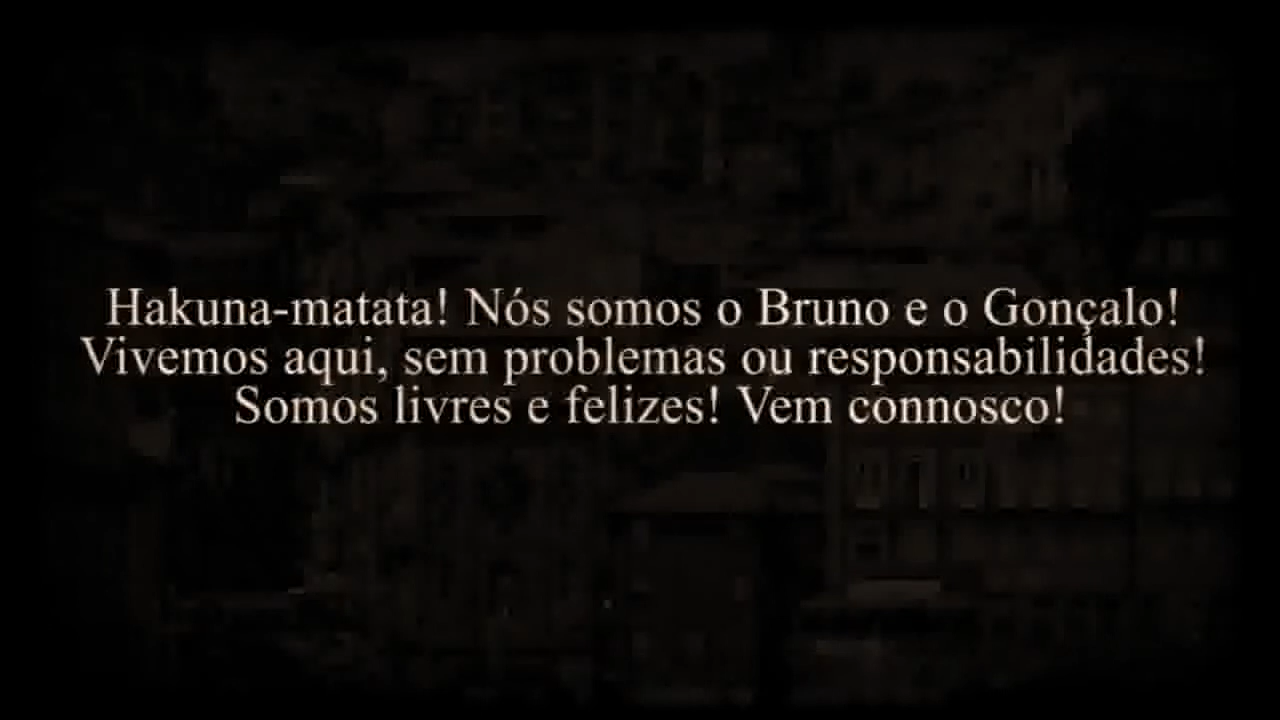 Hakuna-matata! Nós somos o Bruno e o Gonçalo!
Vivemos aqui, sem problemas ou responsabilidades!
Somos livres e felizes! Vem connosco!